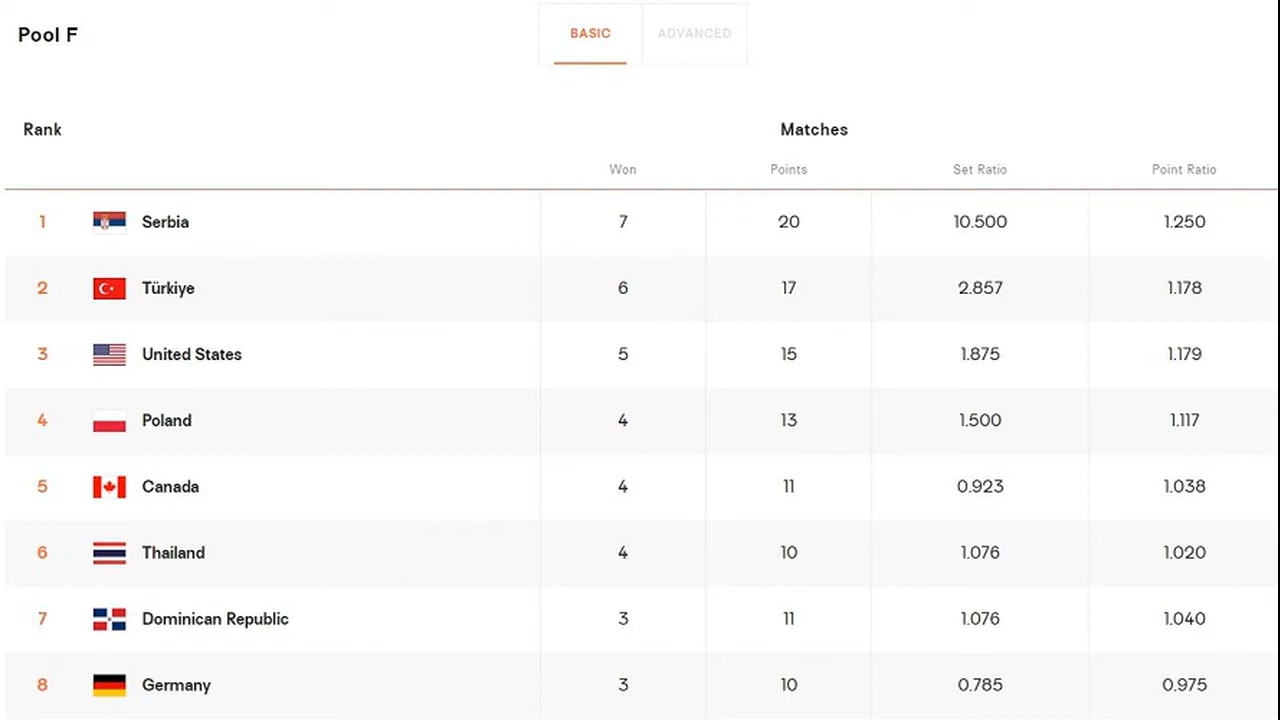 Pool F
BASIC ADVANCED
Rank Matches
Won Points Set Ratio Point Ratio
1 Serbia 7 20 10.500 1.250
2 Türkiye 6 17 2.857 1.178
3 United States 5 15 1.875 1.179
4 Poland 4 13 1.500 1.117
5 Canada 4 11 0.923 1.038
6 Thailand 4 10 1.076 1.020
7 Dominican Republic 3 11 1.076 1.040
8 Germany 3 10 0.785 0.975